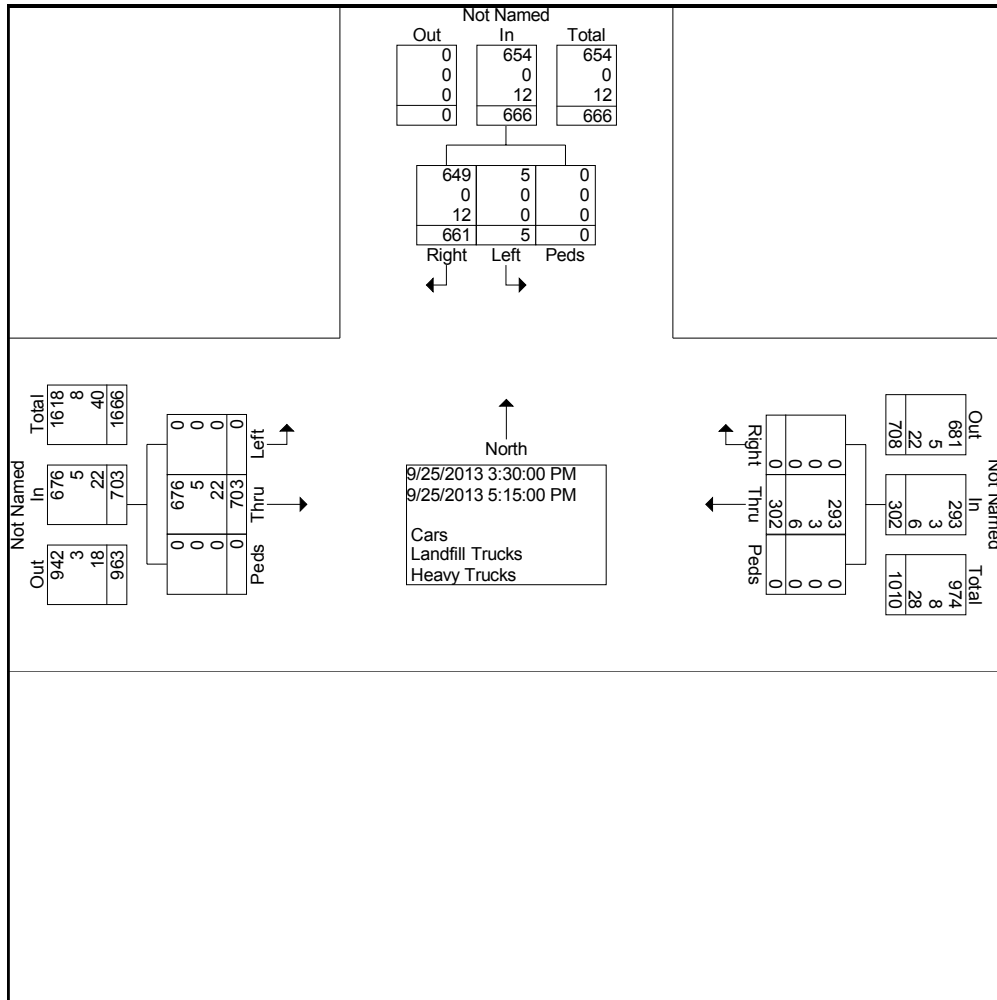 Not Named
Out In Total
0 654 654
0 0 0
0 12 12
0 666 666
649 5 0
0 0 0
12 0 0
661 5 0
Right Left Peds
Not Named
Total
1618 8 40 1666
In
676 5 22 703
Out
942 3 18 963
Left
0 0 0 0
Thru
676 5 22 703
Peds
0 0 0 0
North
9/25/2013 3:30:00 PM
9/25/2013 5:15:00 PM
Cars
Landfill Trucks
Heavy Trucks
Right
0 0 0 0
Thru
293 3 6 302
Peds
0 0 0 0
Not Named
Out
681 5 22 708
In
293 3 6 302
Total
974 8 28 1010